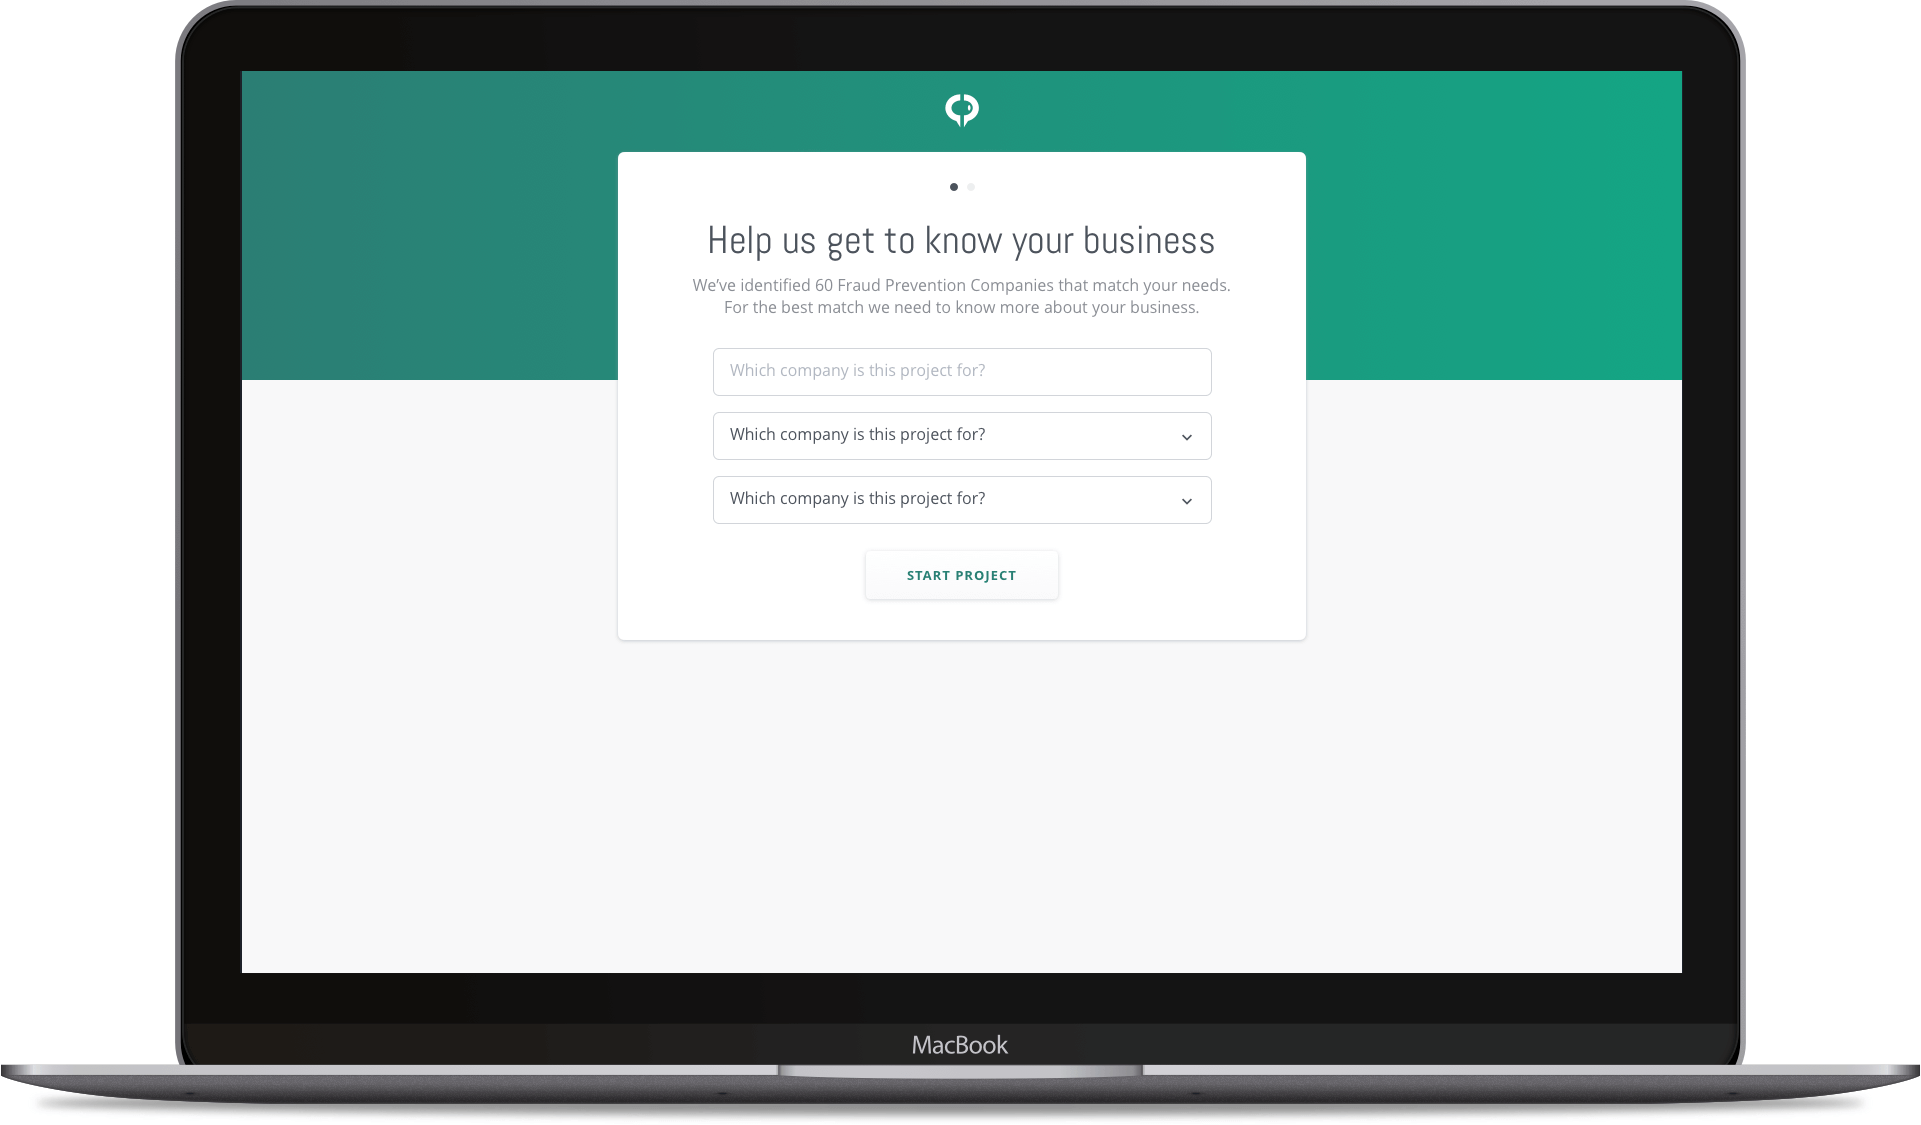 Help us get to know your business
We’ve identified 60 Fraud Prevention Companies that match your needs.
For the best match we need to know more about your business.
Which company is this project for?
Which company is this project for?
Which company is this project for?
START PROJECT
MacBook